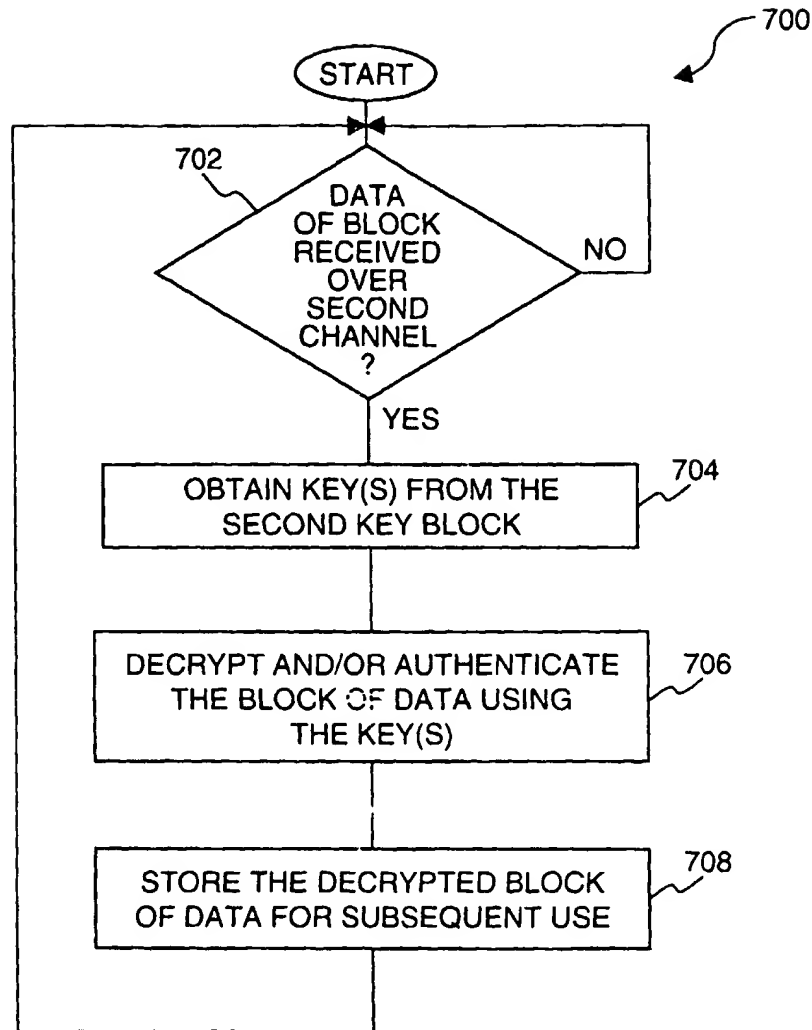 700
START
702
DATA
OF BLOCK
RECEIVED
OVER
SECOND
CHANNEL
?
NO
YES
704
OBTAIN KEY(S) FROM THE
SECOND KEY BLOCK
706
DECRYPT AND/OR AUTHENTICATE
THE BLOCK OF DATA USING
THE KEY(S)
708
STORE THE DECRYPTED BLOCK
OF DATA FOR SUBSEQUENT USE